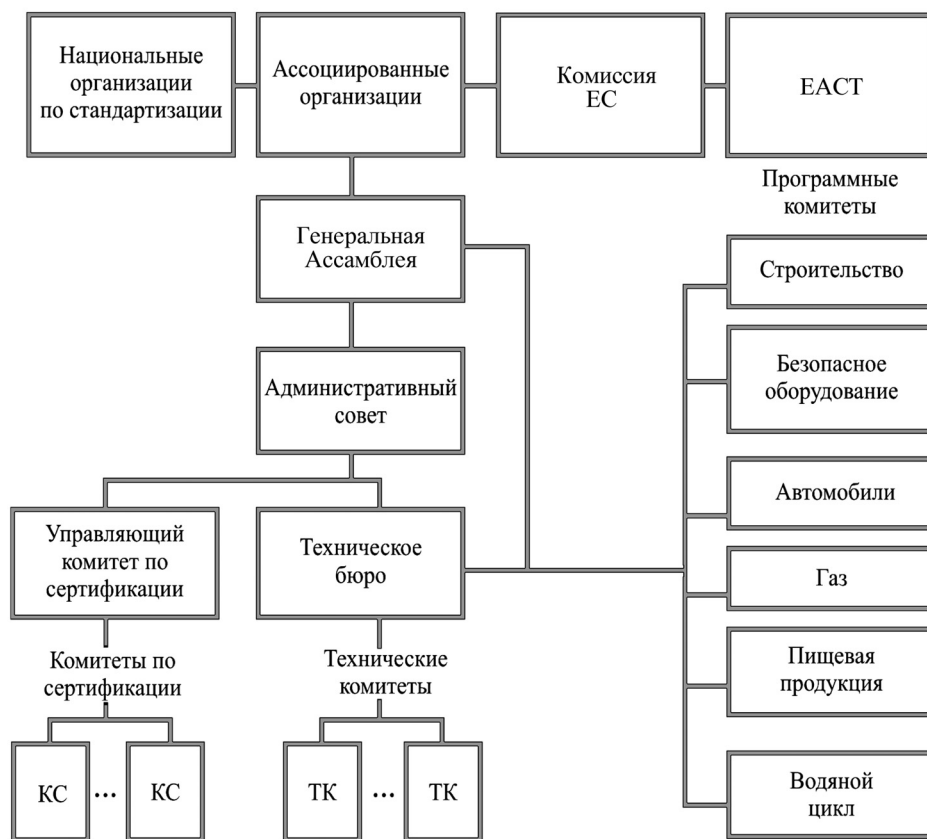 Национальные
организации
по стандартизации
Ассоциированные
организации
Комиссия
ЕС
ЕАСТ
Программные
комитеты
Генеральная
Ассамблея
Строительство
Административный
совет
Безопасное
оборудование
Автомобили
Управляющий
комитет по
сертификации
Техническое
бюро
Газ
Комитеты по
сертификации
Технические
комитеты
Пищевая
продукция
КС ... КС
ТК ... ТК
Водяной
цикл